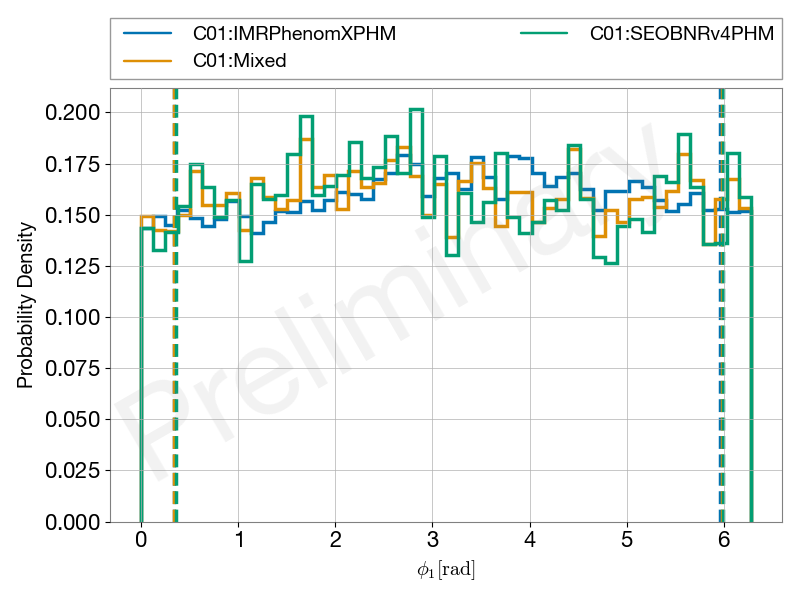 C01:IMRPhenomXPHM C01:SEOBNRv4PHM
C01:Mixed
Probability Density
0.200
0.175
0.150
0.125
0.100
0.075
0.050
0.025
0.000
0 1 2 3 4 5 6
ϕ₁[rad]
Preliminary